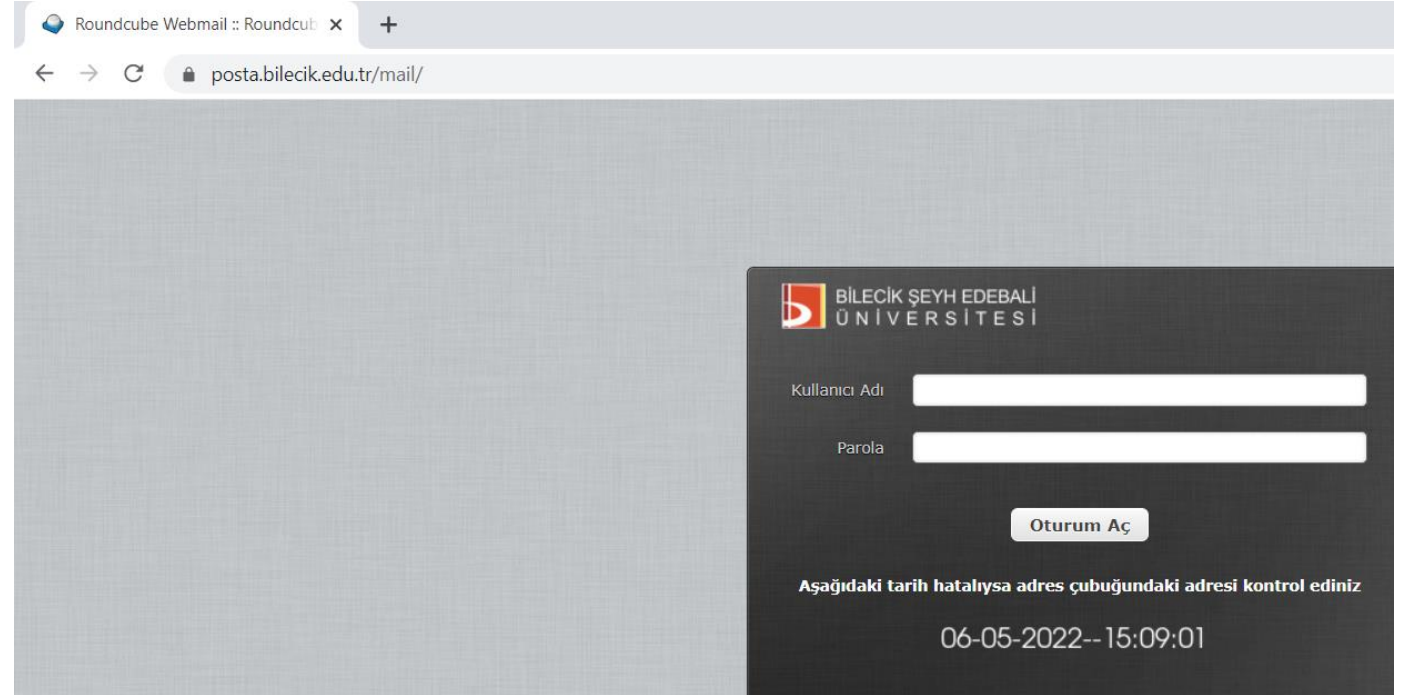 Roundcube Webmail :: Roundcub
posta.bilecik.edu.tr/mail/
BİLECİK ŞEYH EDEBALİ
ÜNİVERSİTESİ
Kullanıcı Adı
Parola
Oturum Aç
Aşağıdaki tarih hatalıysa adres çubuğundaki adresi kontrol ediniz
06-05-2022--15:09:01